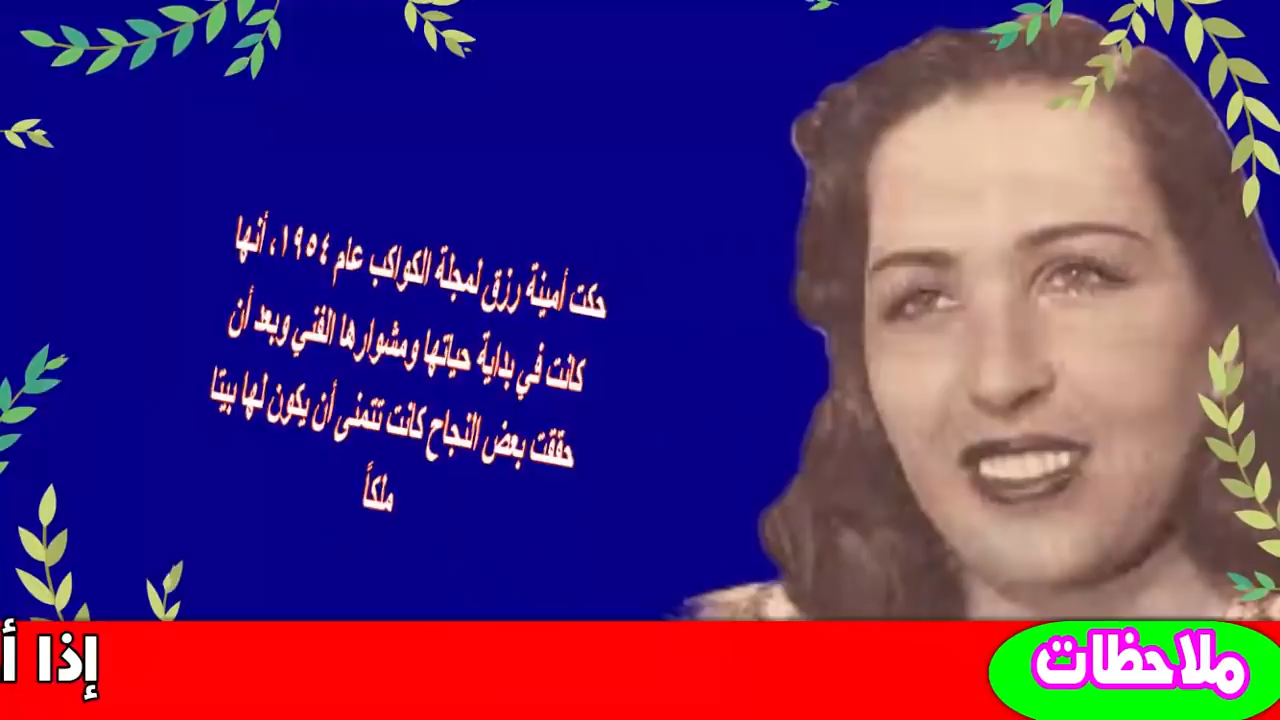 حكت أمينة رزق لمجلة الكواكب عام ١٩٥٤، أنها
كانت في بداية حياتها ومشوارها الفني وبعد أن
حققت بعض النجاح كانت تتمنى أن يكون لها بيتا
ملكأ
ملاحظات
إذا أ